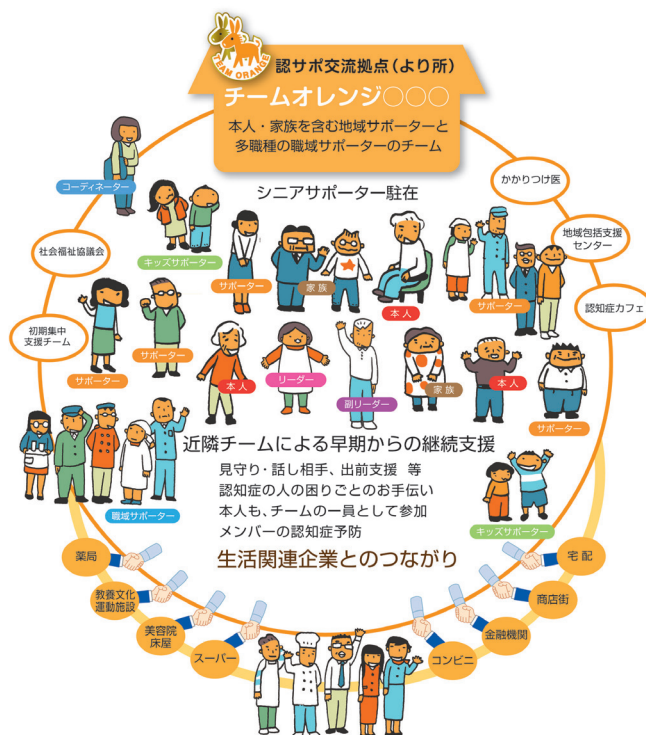 TEAM ORANGE
認サポ交流拠点（より所）
チームオレンジ○○○
本人・家族を含む地域サポーターと
多職種の職域サポーターのチーム
コーディネーター
シニアサポーター駐在
かかりつけ医
地域包括支援
センター
認知症カフェ
社会福祉協議会
初期集中
支援チーム
キッズサポーター
サポーター
家族
本人
サポーター
サポーター
サポーター
本人
リーダー
副リーダー
家族
本人
サポーター
職域サポーター
近隣チームによる早期からの継続支援
見守り・話し相手、出前支援 等
認知症の人の困りごとのお手伝い
本人も、チームの一員として参加
メンバーの認知症予防
キッズサポーター
生活関連企業とのつながり
薬局
教養文化
運動施設
美容院
床屋
スーパー
コンビニ
金融機関
商店街
宅配